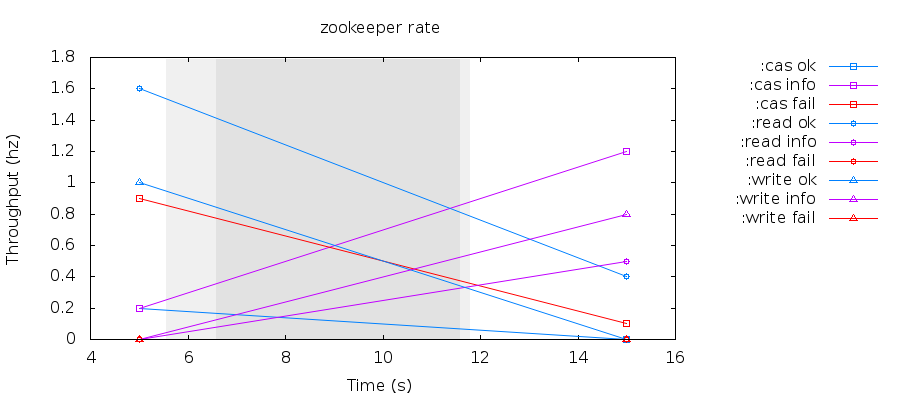 zookeeper rate
Throughput (hz)
1.8
1.6
1.4
1.2
1
0.8
0.6
0.4
0.2
0
4 6 8 10 12 14 16
Time (s)
:cas ok
:cas info
:cas fail
:read ok
:read info
:read fail
:write ok
:write info
:write fail